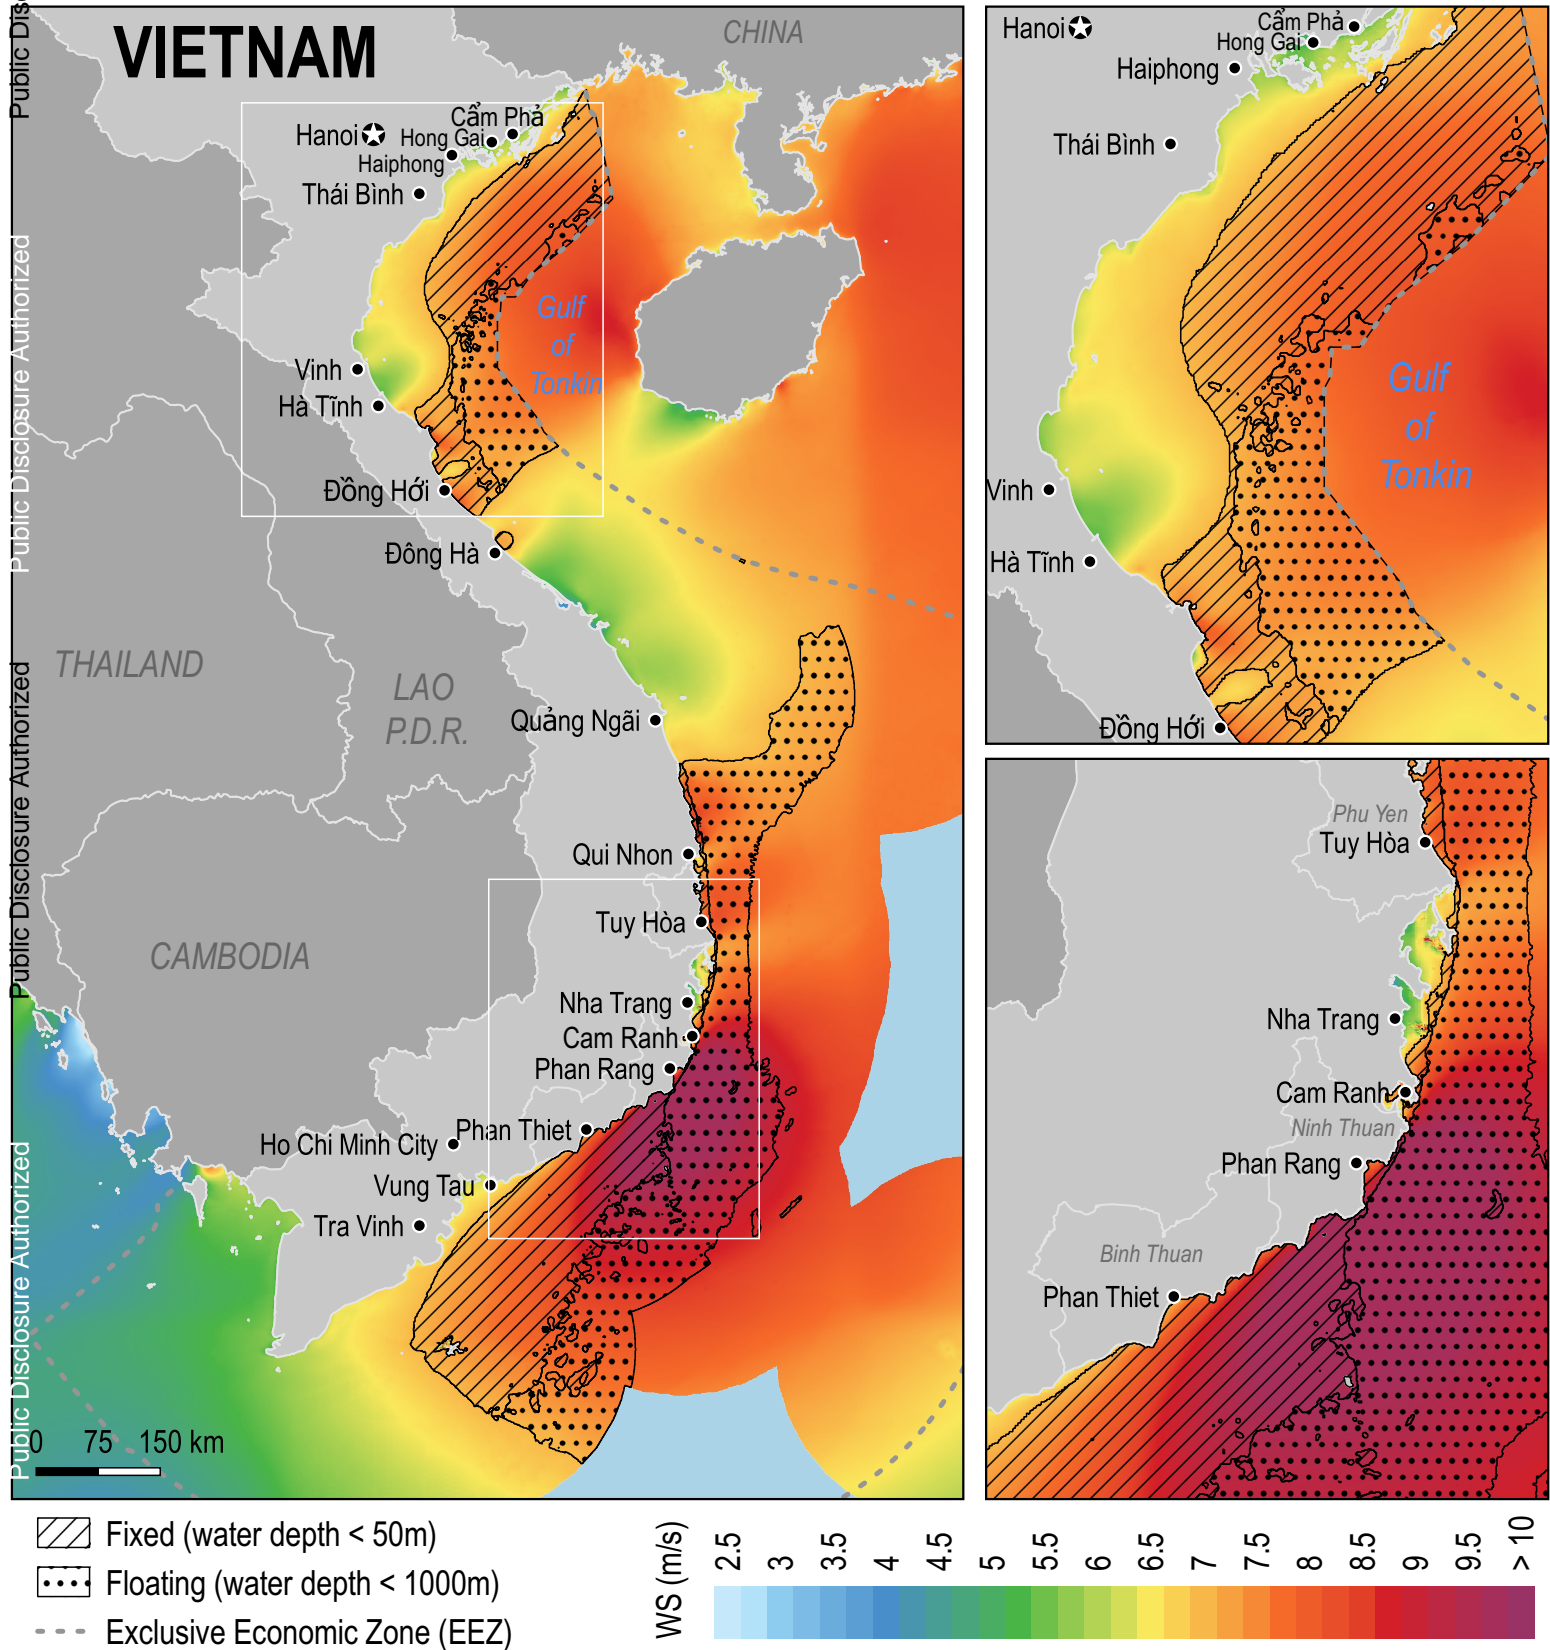 VIETNAM
CHINA
Hanoi
Cẩm Phả
Hong Gai
Haiphong
Thái Bình
Gulf
of
Tonkin
Vinh
Hà Tĩnh
Đồng Hới
Đông Hà
THAILAND
LAO
P.D.R.
Quảng Ngãi
Qui Nhon
Tuy Hòa
CAMBODIA
Nha Trang
Cam Ranh
Phan Rang
Phan Thiet
Ho Chi Minh City
Vung Tau
Tra Vinh
0 75 150 km
Public Disclosure Authorized
Public Disclosure Authorized
Public Disclosure Authorized
Public Disc
Hanoi
Cẩm Phả
Hong Gai
Haiphong
Thái Bình
Gulf
of
Tonkin
Vinh
Hà Tĩnh
Đồng Hới
Phu Yen
Tuy Hòa
Nha Trang
Cam Ranh
Ninh Thuan
Phan Rang
Binh Thuan
Phan Thiet
Fixed (water depth < 50m)
Floating (water depth < 1000m)
Exclusive Economic Zone (EEZ)
WS (m/s)
2.5 3 3.5 4 4.5 5 5.5 6 6.5 7 7.5 8 8.5 9 9.5 > 10